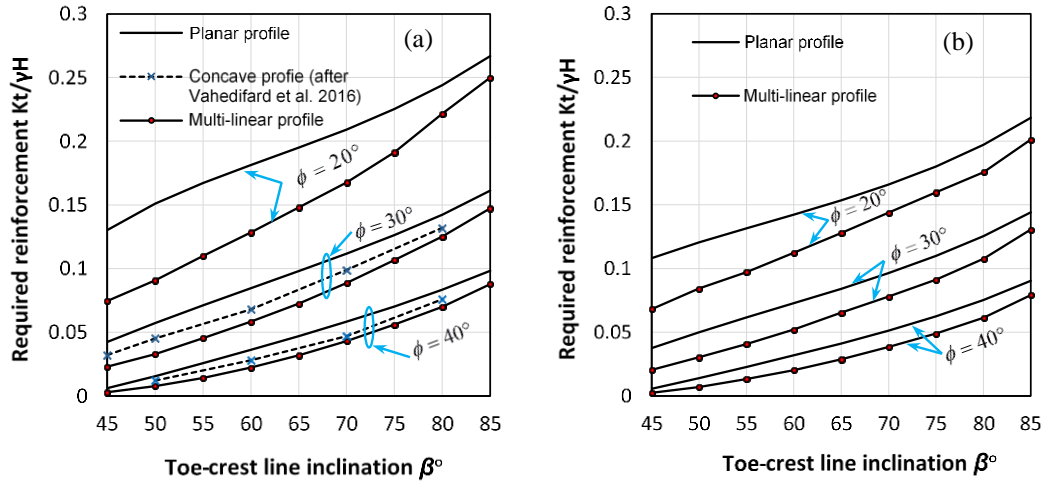 (a)
Planar profile
Concave profie (after
Vahedifard et al. 2016)
Multi-linear profile
Required reinforcement Kt/γH
0.3
0.25
0.2
0.15
0.1
0.05
0
ϕ = 20°
ϕ = 30°
ϕ = 40°
45 50 55 60 65 70 75 80 85
Toe-crest line inclination β°
(b)
Planar profile
Multi-linear profile
Required reinforcement Kt/γH
0.3
0.25
0.2
0.15
0.1
0.05
0
ϕ = 20°
ϕ = 30°
ϕ = 40°
45 50 55 60 65 70 75 80 85
Toe-crest line inclination β°